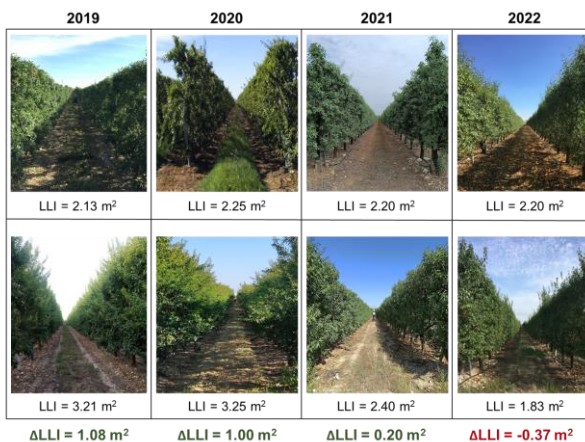 2019 2020 2021 2022
LLI = 2.13 m² LLI = 2.25 m² LLI = 2.20 m² LLI = 2.20 m²
LLI = 3.21 m² LLI = 3.25 m² LLI = 2.40 m² LLI = 1.83 m²
ΔLLI = 1.08 m² ΔLLI = 1.00 m² ΔLLI = 0.20 m² ΔLLI = -0.37 m²